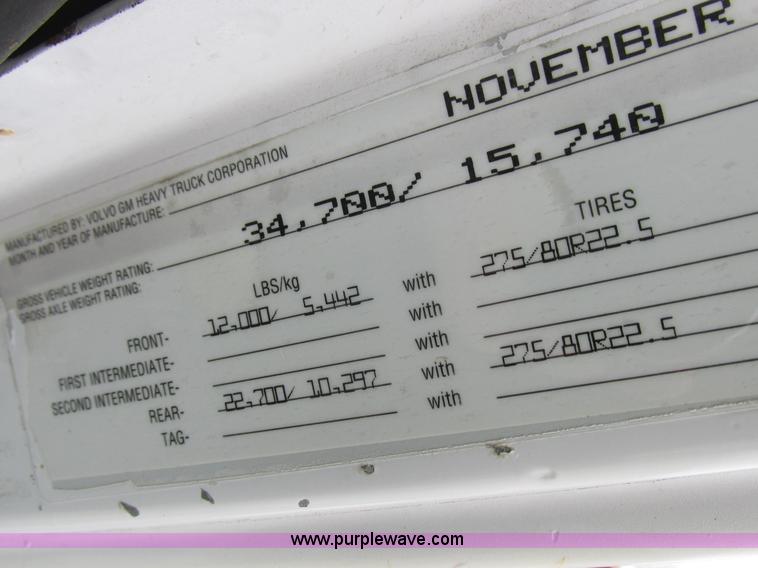 MANUFACTURED BY: VOLVO GM HEAVY TRUCK CORPORATION
MONTH AND YEAR OF MANUFACTURE: NOVEMBER
GROSS VEHICLE WEIGHT RATING: 34,700/ 15,740
GROSS AXLE WEIGHT RATING:
LBS/kg TIRES
FRONT- 12,000/ 5,442 with 275/80R22.5
FIRST INTERMEDIATE- with
SECOND INTERMEDIATE- with
REAR- 22,700/ 10,297 with 275/80R22.5
TAG- with
www.purplewave.com